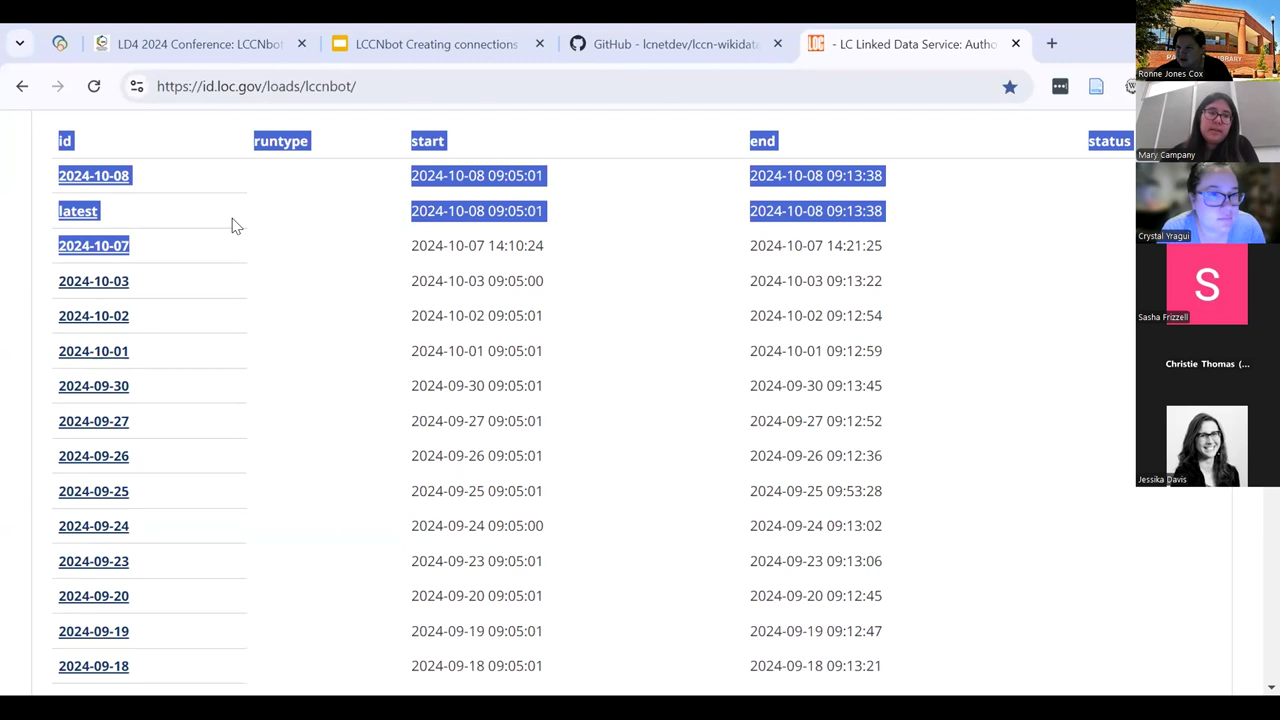 LD4 2024 Conference: LCCNbot
LCCNbot Creating connections
GitHub - lcnetdev/lccn-wikidat
LOC
- LC Linked Data Service: Autho
https://id.loc.gov/loads/lccnbot/
id runtype start end status
2024-10-08 2024-10-08 09:05:01 2024-10-08 09:13:38
latest 2024-10-08 09:05:01 2024-10-08 09:13:38
2024-10-07 2024-10-07 14:10:24 2024-10-07 14:21:25
2024-10-03 2024-10-03 09:05:00 2024-10-03 09:13:22
2024-10-02 2024-10-02 09:05:01 2024-10-02 09:12:54
2024-10-01 2024-10-01 09:05:01 2024-10-01 09:12:59
2024-09-30 2024-09-30 09:05:01 2024-09-30 09:13:45
2024-09-27 2024-09-27 09:05:01 2024-09-27 09:12:52
2024-09-26 2024-09-26 09:05:01 2024-09-26 09:12:36
2024-09-25 2024-09-25 09:05:01 2024-09-25 09:53:28
2024-09-24 2024-09-24 09:05:00 2024-09-24 09:13:02
2024-09-23 2024-09-23 09:05:01 2024-09-23 09:13:06
2024-09-20 2024-09-20 09:05:01 2024-09-20 09:12:45
2024-09-19 2024-09-19 09:05:01 2024-09-19 09:12:47
2024-09-18 2024-09-18 09:05:01 2024-09-18 09:13:21
Ronne Jones Cox
Mary Campany
Crystal Yragui
S
Sasha Frizzell
Christie Thomas (...
Jessika Davis